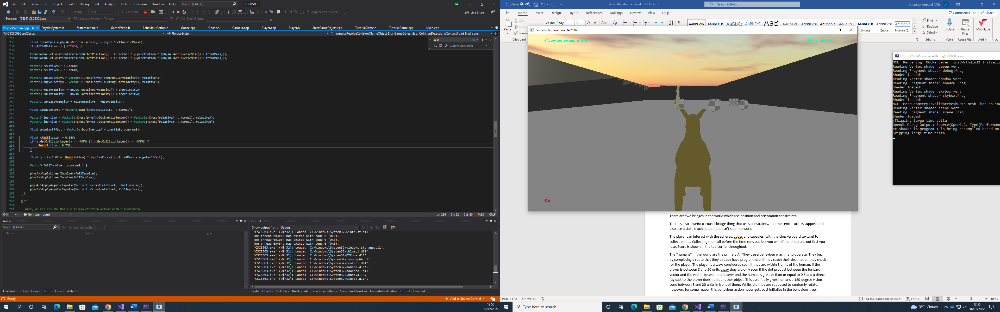 File Edit View Git Project Build Debug Test Analyze Tools Extensions Window Help Search (Ctrl+Q) CSC8503 JA
Debug x64 Continue Application Insights Live Share
Process: [7688] CSC8503.exe Lifecycle Events Thread: Stack Frame:
PhysicsSystem.cpp PhysicsSystem.h StateMachine.h GameWorld.h BehaviourAction.h Goose.cpp Goose.h Camera.cpp Player.cpp Player.h StateGameObject.cpp TutorialGame.h TutorialGame.cpp Main.cpp
CSC8503CoreClasses PhysicsSystem ImpulseResolveCollision(GameObject & a, GameObject & b, CollisionDetection::ContactPoint & p) const
resti
Aa Current Document
229
230 float totalMass = physA->GetInverseMass() + physB->GetInverseMass();
231 if (totalMass == 0) { return; }
232
233 transformA.SetPosition(transformA.GetPosition() - (p.normal * p.penetration * (physA->GetInverseMass() / totalMass)));
234 transformB.SetPosition(transformB.GetPosition() + (p.normal * p.penetration * (physB->GetInverseMass() / totalMass)));
235
236 Vector3 relativeA = p.localA;
237 Vector3 relativeB = p.localB;
238
239 Vector3 angVelocityA = Vector3::Cross(physA->GetAngularVelocity(), relativeA);
240 Vector3 angVelocityB = Vector3::Cross(physB->GetAngularVelocity(), relativeB);
241
242 Vector3 fullVelocityA = physA->GetLinearVelocity() + angVelocityA;
243 Vector3 fullVelocityB = physB->GetLinearVelocity() + angVelocityB;
244
245 Vector3 contactVelocity = fullVelocityB - fullVelocityA;
246
247 float impulseForce = Vector3::Dot(contactVelocity, p.normal);
248
249 Vector3 inertiaA = Vector3::Cross(physA->GetInertiaTensor() * Vector3::Cross(relativeA, p.normal), relativeA);
250 Vector3 inertiaB = Vector3::Cross(physB->GetInertiaTensor() * Vector3::Cross(relativeB, p.normal), relativeB);
251
252 float angularEffect = Vector3::Dot(inertiaA + inertiaB, p.normal);
253
254 float cRestitution = 0.66f;
255 if (a.GetCollisionLayer() == HUMAN || b.GetCollisionLayer() == HUMAN) {
256 cRestitution = 0.75f;
257 }
258
259 float j = (-(1.0f + cRestitution) * impulseForce) / (totalMass + angularEffect);
260
261 Vector3 fullImpulse = p.normal * j;
262
263 physA->ApplyLinearImpulse(-fullImpulse);
264 physB->ApplyLinearImpulse(fullImpulse);
265
266 physA->ApplyAngularImpulse(Vector3::Cross(relativeA, -fullImpulse));
267 physB->ApplyAngularImpulse(Vector3::Cross(relativeB, fullImpulse));
268 }
269
270 /*
271
272 Later, we replace the BasicCollisionDetection method with a broadphase
90 % No issues found Ln: 256 Ch: 22 Col: 28 TABS CRLF
Autos
Search (Ctrl+E) Search Depth:
Name Value Type
Live Watch Object Layout Autos Locals Watch 1
Output
Show output from: Debug
'CSC8503.exe' (Win32): Loaded 'C:\Windows\System32\wintrust.dll'.
The thread 0x3f18 has exited with code 0 (0x0).
The thread 0x1eb4 has exited with code 0 (0x0).
The thread 0x434c has exited with code 0 (0x0).
'CSC8503.exe' (Win32): Loaded 'C:\Windows\System32\windows.storage.dll'.
'CSC8503.exe' (Win32): Loaded 'C:\Windows\System32\shlwapi.dll'.
'CSC8503.exe' (Win32): Loaded 'C:\Windows\System32\DXCore.dll'.
'CSC8503.exe' (Win32): Loaded 'C:\Windows\System32\nvspcap64.dll'.
'CSC8503.exe' (Win32): Loaded 'C:\Windows\System32\profapi.dll'.
'CSC8503.exe' (Win32): Loaded 'C:\Windows\System32\dwmapi.dll'.
'CSC8503.exe' (Win32): Loaded 'C:\Windows\System32\powrprof.dll'.
'CSC8503.exe' (Win32): Loaded 'C:\Windows\System32\umpdc.dll'.
'CSC8503.exe' (Win32): Loaded 'C:\Windows\System32\winsta.dll'.
System Objects Call Stack Breakpoints Exception Settings Command Window Immediate Window Output Error List
Ready Add to Source Control 1
12:55
16/12/2022
AutoSave Off Word Doc.docx • Saved to H: Drive Search (Alt+Q) Jonathan Arundel (UG) JA
File Home Insert Design Layout References Mailings Review View Help Comments Share
Paste Cut
Copy
Format
Clipboard
Calibri (Body) 11
AaBbCcDc AaBbCcDc AaBbCc AaBbCcC AaB AaBbCcD AaBbCcDc AaBbCcDc AaBbCcDc AaBbCcDc AaBbCcDc AaBbCcDc
Strong Quote Intense Q...
Find
Replace
Select
Editing
Dictate
Voice
Reuse Files
Reuse Files
MathType
Add-in
Gametech frame time:34.253601
Score:0 5:42
G
H:\CSC8503\Project\x64\Debug\CSC8503.exe
NCL::Rendering::OGLRenderer::InitWithWin32 Initialis
Reading Vertex shader debug.vert
Reading Fragment shader debug.frag
Shader loaded!
Reading Vertex shader shadow.vert
Reading Fragment shader shadow.frag
Shader loaded!
Reading Vertex shader skybox.vert
Reading Fragment shader skybox.frag
Shader loaded!
NCL::MeshGeometry::ValidateMeshData mesh has an inc
Reading Vertex shader scene.vert
Reading Fragment shader scene.frag
Shader loaded!
/Skipping large time delta
OpenGL Debug Output: Source(OpenGL), Type(Performanc
ex shader in program 1 is being recompiled based on
Skipping large time delta
There are two bridges in the world which use position and orientation constraints.
There is also a weird carousel bridge thing that uses constraints, and the central axle is supposed to
also use a state machine but it doesn't seem to work.
The player can interact with the spheres, cubes and capsules (with the checkerboard texture) to
collect points. Collecting them all before the time runs out lets you win. If the time runs out first you
lose. Score is shown in the top corner throughout.
The "humans" in the world are the primary AI. They use a behaviour machine to operate. They begin
by completing a route that they already have programmed, if they reach their destination they check
for the player. The player is always considered seen if they are within 8 units of the human. If the
player is between 8 and 20 units away they are only seen if the dot product between the forward
vector and the vector between the player and the human is greater than or equal to 0.5 and a direct
ray cast to the player doesn't hit another object. This essentially gives humans a 120-degree vision
cone between 8 and 20 units in front of them. While idle they are supposed to randomly rotate,
however, for some reason this behaviour action never gets past initialise in the behaviour tree.
Page 1 of 2 574 words Add-ins loaded successfully Focus 100%
Type here to search 3°C Cloudy 12:55
16/12/2022